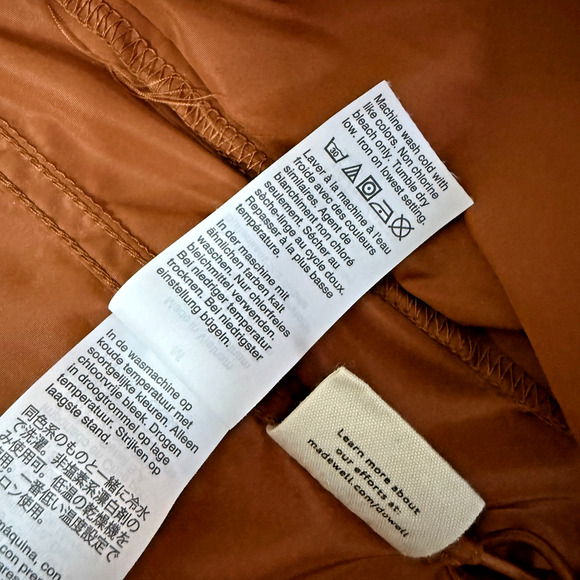 Machine wash cold with
like colors. Non chlorine
bleach only. Tumble dry
low. Iron on lowest setting.
30
Laver à la machine à l'eau
froide avec des couleurs
similaires. Agent de
blanchiment non chloré
seulement. Sécher au
sèche-linge au cycle doux.
Repasser à la plus basse
température.
In der maschine mit
ähnlichen farben kalt
waschen. Nur chlorfreies
bleichmittel verwenden.
Bei niedriger temperatur
trocknen. Bei niedrigster
einstellung bügeln.
In de wasmachine op
koude temperatuur met
soortgelijke kleuren. Alleen
chloorvrije bleek. Drogen
in droogtrommel op lage
temperatuur. Strijken op
laagste stand.
同色系のものと一緒に冷水
で洗濯。非塩素系漂白剤の
み使用可。低温の乾燥機を
用。一番低い温度設定で
ロン使用。
máquina, con
con pre
ares
Learn more about
our efforts at:
madewell.com/dowell